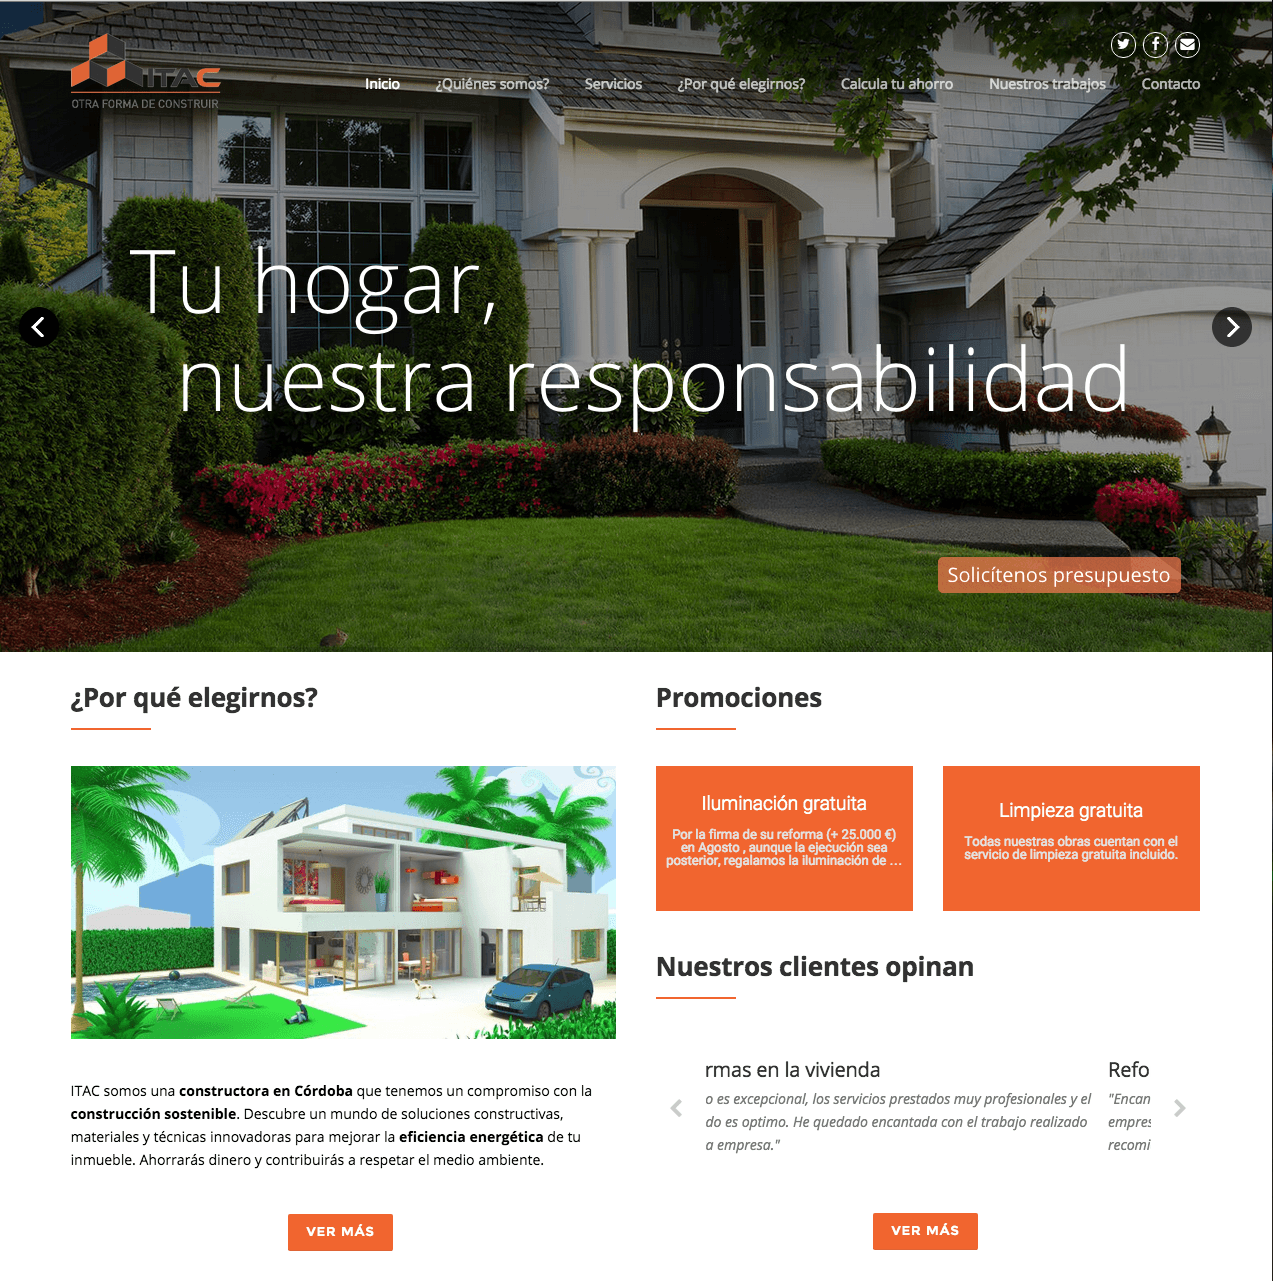 ITAC
OTRA FORMA DE CONSTRUIR
Inicio
¿Quiénes somos?
Servicios
¿Por qué elegirnos?
Calcula tu ahorro
Nuestros trabajos
Contacto
Tu hogar,
nuestra responsabilidad
Solicítenos presupuesto
¿Por qué elegirnos?
ITAC somos una constructora en Córdoba que tenemos un compromiso con la
construcción sostenible. Descubre un mundo de soluciones constructivas,
materiales y técnicas innovadoras para mejorar la eficiencia energética de tu
inmueble. Ahorrarás dinero y contribuirás a respetar el medio ambiente.
VER MÁS
Promociones
Iluminación gratuita
Por la firma de su reforma (+ 25.000 €)
en Agosto , aunque la ejecución sea
posterior, regalamos la iluminación de ...
Limpieza gratuita
Todas nuestras obras cuentan con el
servicio de limpieza gratuita incluido.
Nuestros clientes opinan
rmas en la vivienda
o es excepcional, los servicios prestados muy profesionales y el
do es optimo. He quedado encantada con el trabajo realizado
a empresa."
Refo
"Encan
empres
recomi
VER MÁS